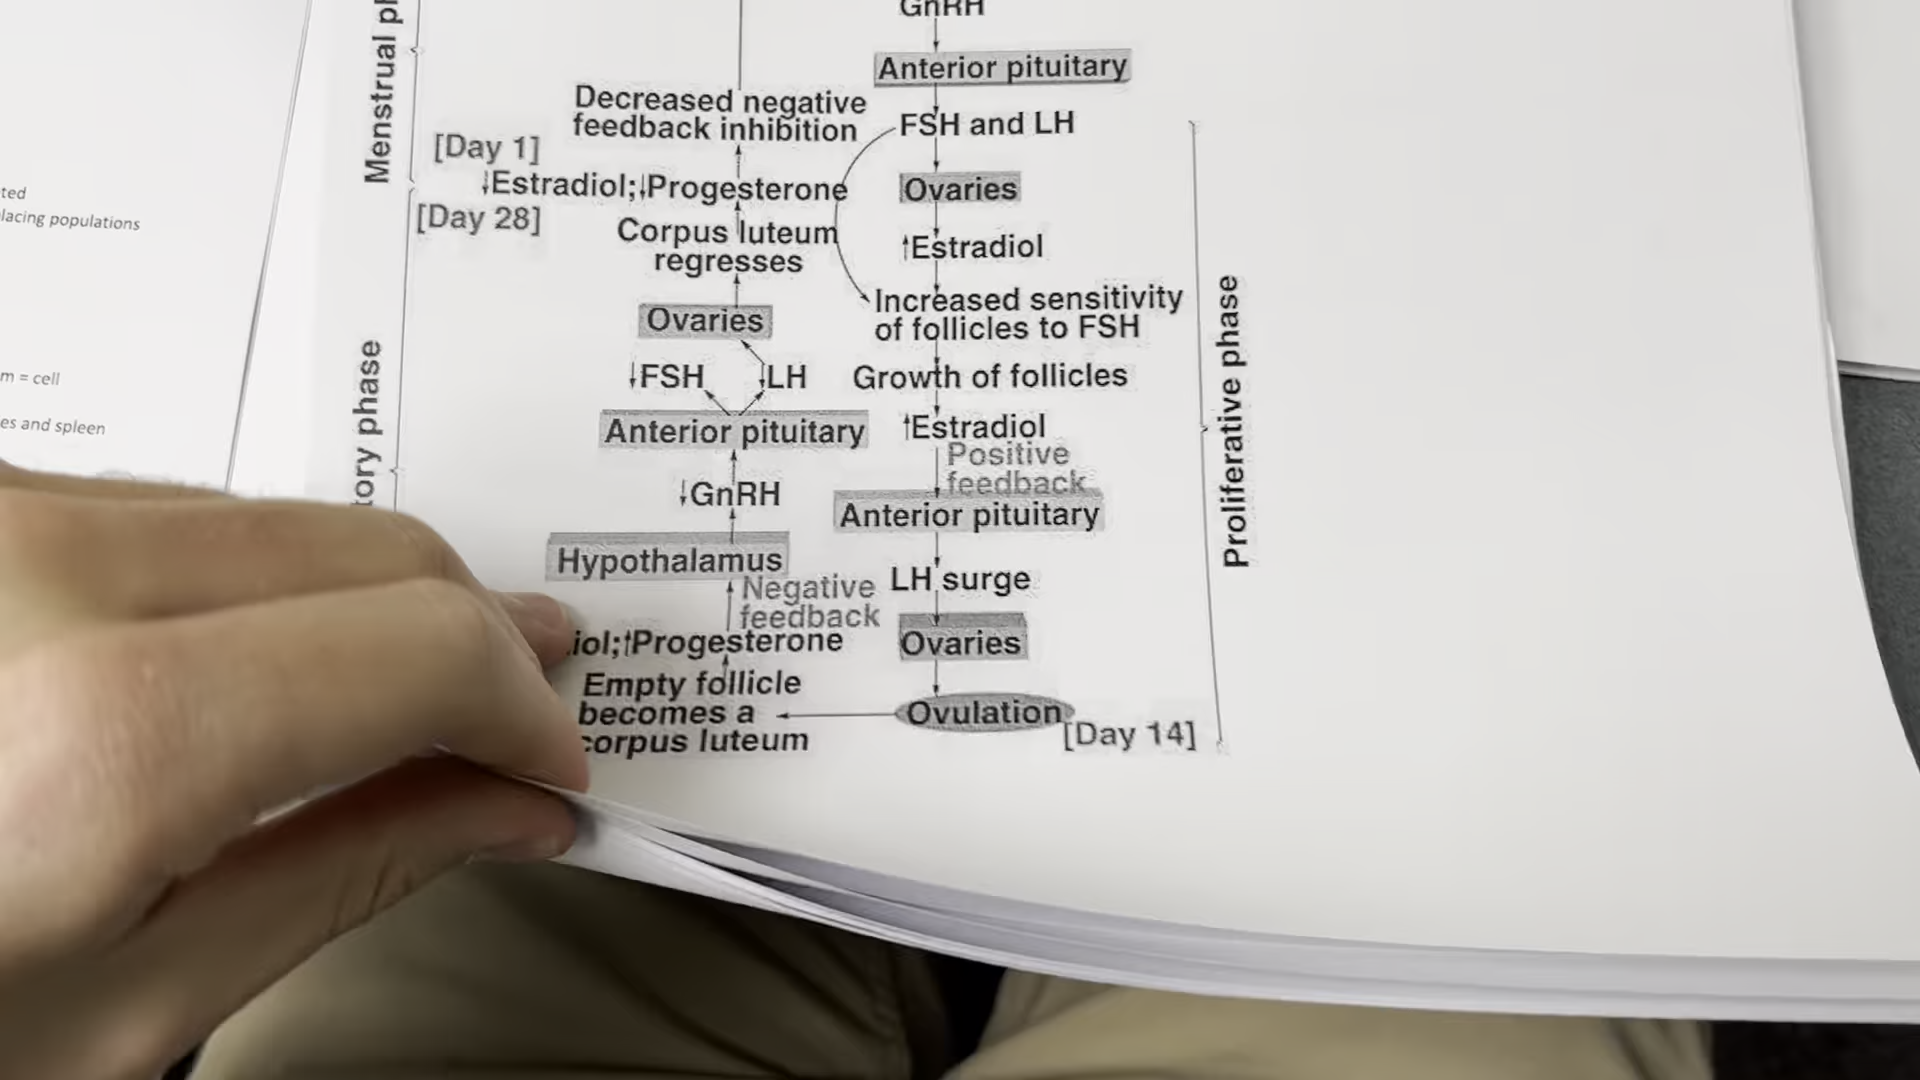 ted
lacing populations
m = cell
es and spleen
Menstrual
[Day 1]
[Day 28]
phase
Decreased negative
feedback inhibition
↓Estradiol;↓Progesterone
Corpus luteum
regresses
Ovaries
↓FSH ↓LH
Anterior pituitary
↓GnRH
Hypothalamus
Negative
feedback
iol;↑Progesterone
Empty follicle
becomes a
corpus luteum
GnRH
Anterior pituitary
FSH and LH
Ovaries
↑Estradiol
Increased sensitivity
of follicles to FSH
Growth of follicles
↑Estradiol
Positive
feedback
Anterior pituitary
LH surge
Ovaries
Ovulation
[Day 14]
Proliferative phase